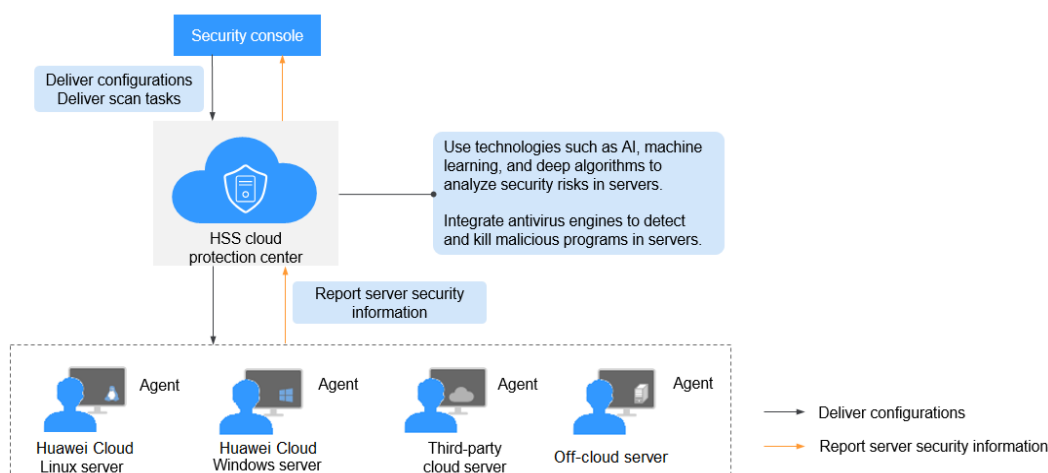 Security console
Deliver configurations
Deliver scan tasks
Use technologies such as AI, machine
learning, and deep algorithms to
analyze security risks in servers.
Integrate antivirus engines to detect
and kill malicious programs in servers.
HSS cloud
protection center
Report server security
information
Agent
Agent
Agent
Agent
Huawei Cloud
Linux server
Huawei Cloud
Windows server
Third-party
cloud server
Off-cloud server
Deliver configurations
Report server security information